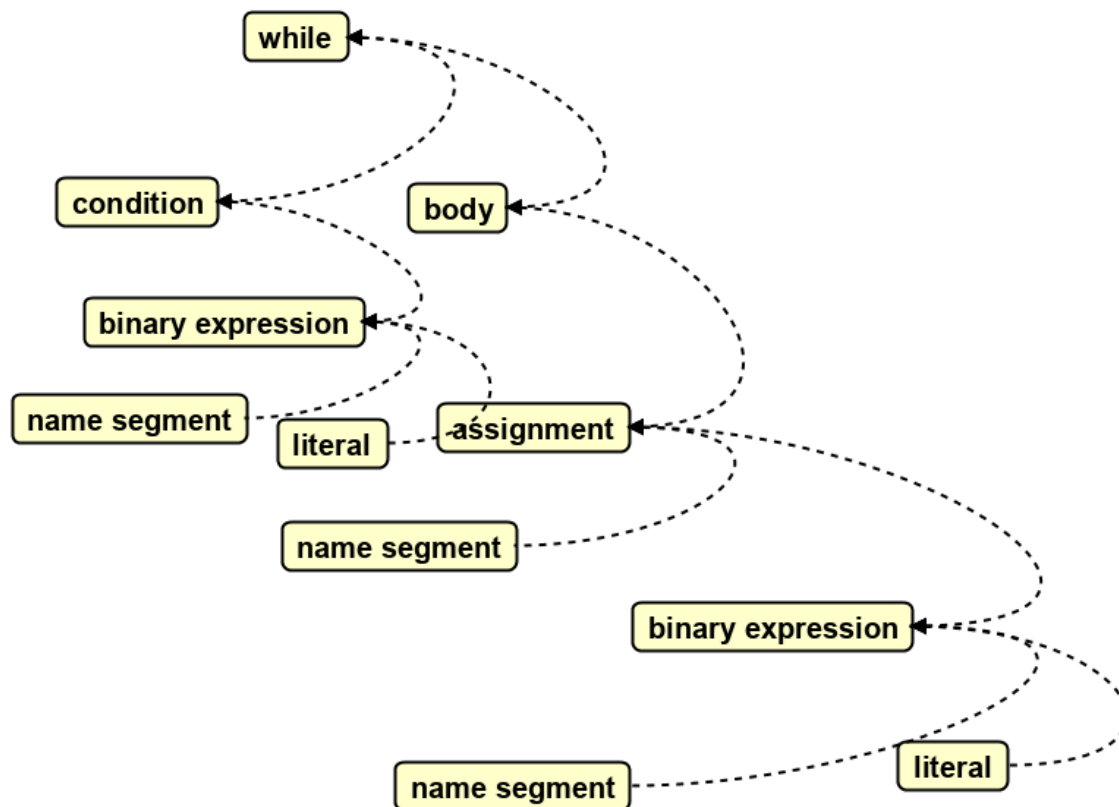 while
condition
body
binary expression
name segment
literal
assignment
name segment
binary expression
name segment
literal